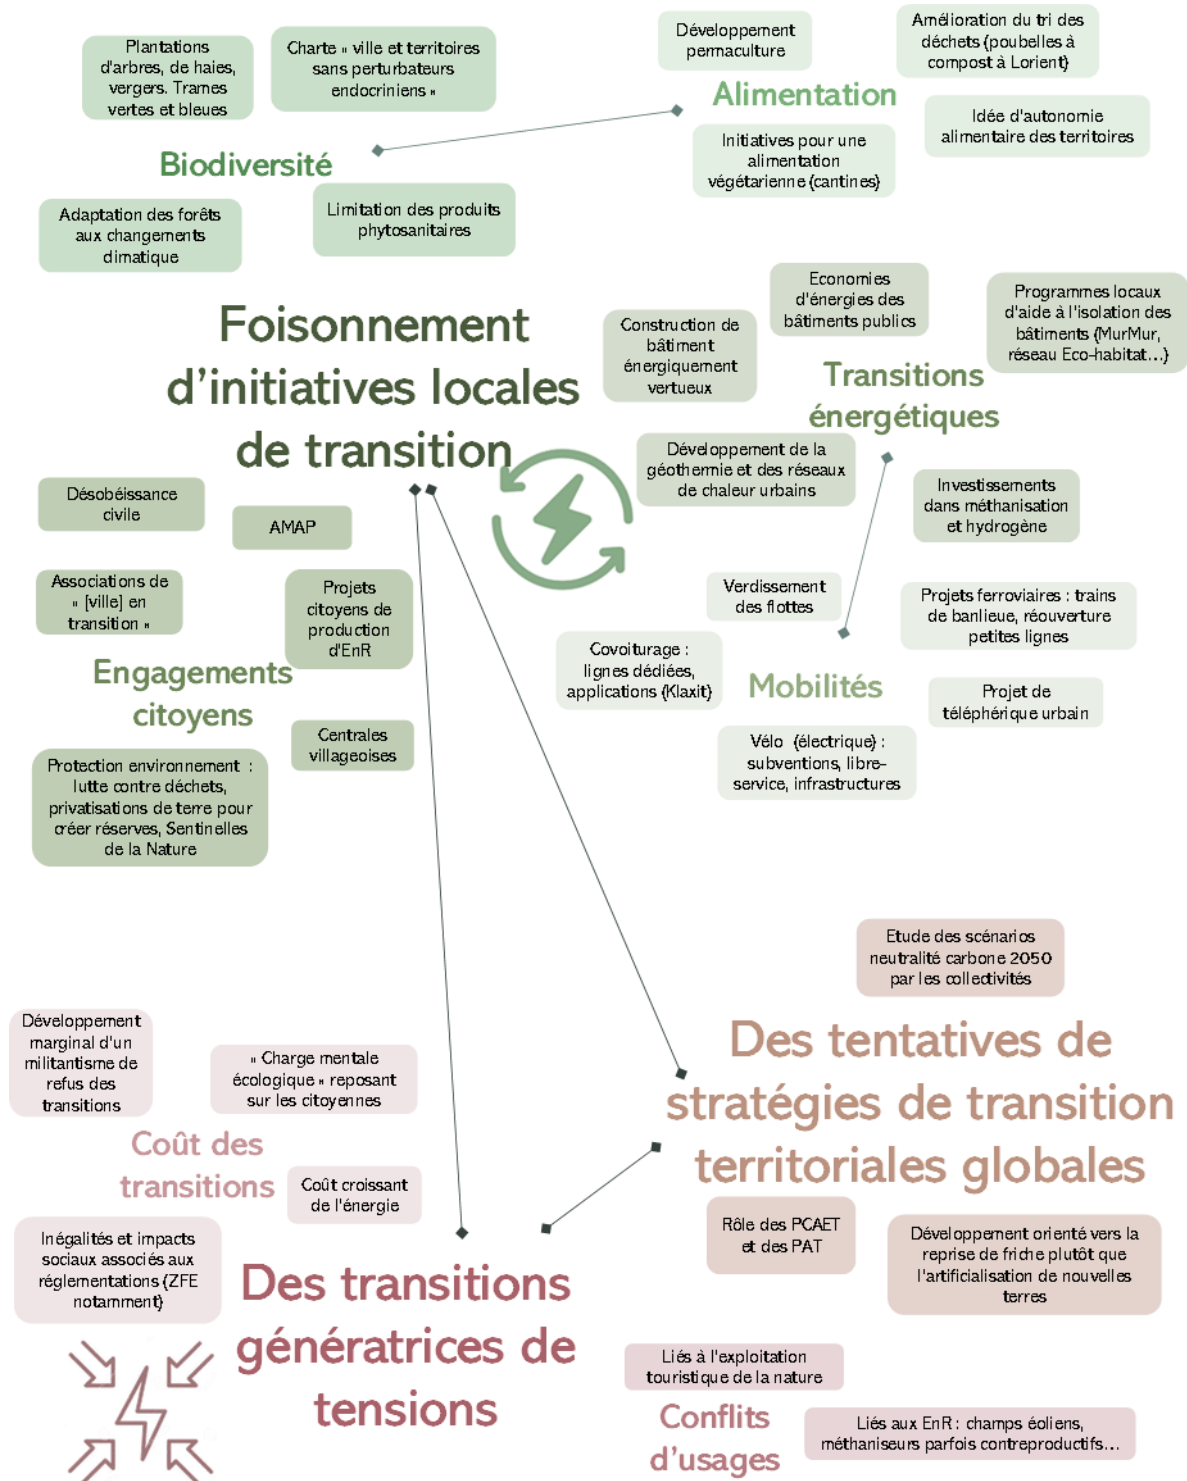 Plantations
d'arbres, de haies,
vergers. Trames
vertes et bleues
Charte « ville et territoires
sans perturbateurs
endocriniens »
Biodiversité
Adaptation des forêts
aux changements
climatique
Limitation des produits
phytosanitaires
Développement
permaculture
Amélioration du tri des
déchets (poubelles à
compost à Lorient)
Alimentation
Initiatives pour une
alimentation
végétarienne (cantines)
Idée d'autonomie
alimentaire des territoires
Foisonnement
d'initiatives locales
de transition
Economies
d'énergies des
bâtiments publics
Programmes locaux
d'aide à l'isolation des
bâtiments (MurMur,
réseau Eco-habitat...)
Construction de
bâtiment
énergiquement
vertueux
Transitions
énergétiques
Développement de la
géothermie et des réseaux
de chaleur urbains
Investissements
dans méthanisation
et hydrogène
Désobéissance
civile
AMAP
Associations de
« [ville] en
transition »
Projets
citoyens de
production
d'EnR
Engagements
citoyens
Centrales
villageoises
Protection environnement :
lutte contre déchets,
privatisations de terre pour
créer réserves, Sentinelles
de la Nature
Verdissement
des flottes
Projets ferroviaires : trains
de banlieue, réouverture
petites lignes
Covoiturage :
lignes dédiées,
applications (Klaxit)
Mobilités
Projet de
téléphérique urbain
Vélo (électrique) :
subventions, libre-
service, infrastructures
Etude des scénarios
neutralité carbone 2050
par les collectivités
Des tentatives de
stratégies de transition
territoriales globales
Rôle des PCAET
et des PAT
Développement orienté vers la
reprise de friche plutôt que
l'artificialisation de nouvelles
terres
Développement
marginal d'un
militantisme de
refus des
transitions
« Charge mentale
écologique » reposant
sur les citoyennes
Coût des
transitions
Coût croissant
de l'énergie
Inégalités et impacts
sociaux associés aux
réglementations (ZFE
notamment)
Des transitions
génératrices de
tensions
Liés à l'exploitation
touristique de la nature
Conflits
d'usages
Liés aux EnR : champs éoliens,
méthaniseurs parfois contreproductifs...